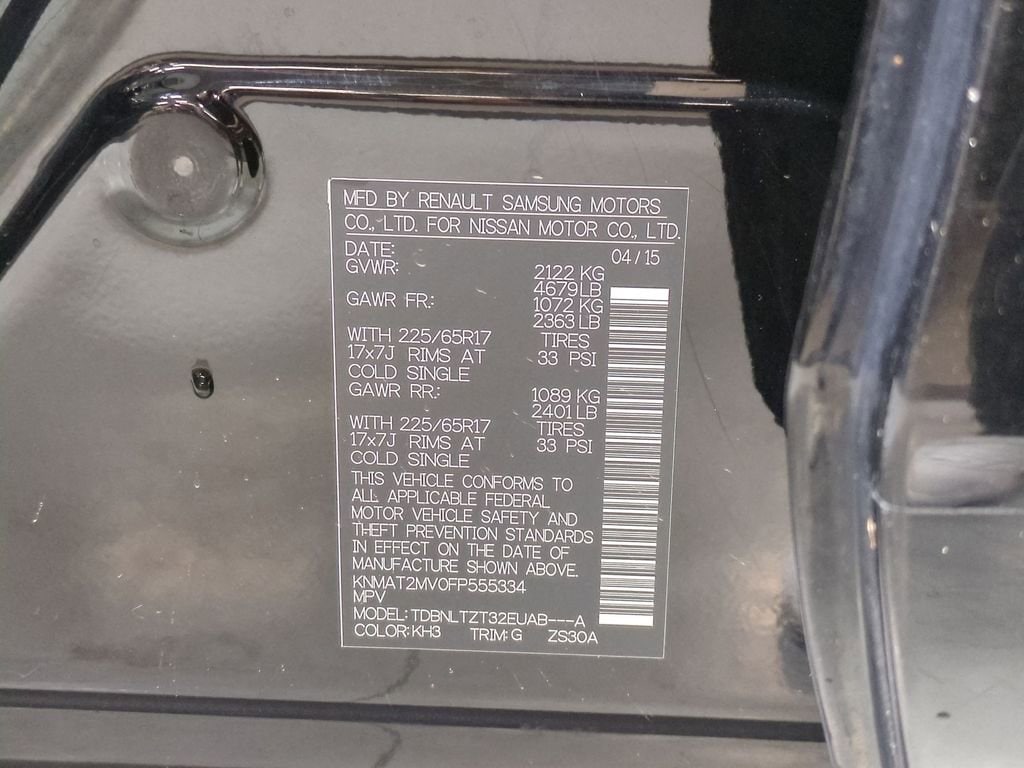 MFD BY RENAULT SAMSUNG MOTORS
CO., LTD. FOR NISSAN MOTOR CO., LTD.
DATE: 04/15
GVWR: 2122 KG
4679 LB
GAWR FR.: 1072 KG
2363 LB
WITH 225/65R17 TIRES
17x7J RIMS AT 33 PSI
COLD SINGLE
GAWR RR.: 1089 KG
2401 LB
WITH 225/65R17 TIRES
17x7J RIMS AT 33 PSI
COLD SINGLE
THIS VEHICLE CONFORMS TO
ALL APPLICABLE FEDERAL
MOTOR VEHICLE SAFETY AND
THEFT PREVENTION STANDARDS
IN EFFECT ON THE DATE OF
MANUFACTURE SHOWN ABOVE.
KNMAT2MV0FP555334
MPV
MODEL: TDBNLTZT32EUAB---A
COLOR: KH3 TRIM: G ZS30A